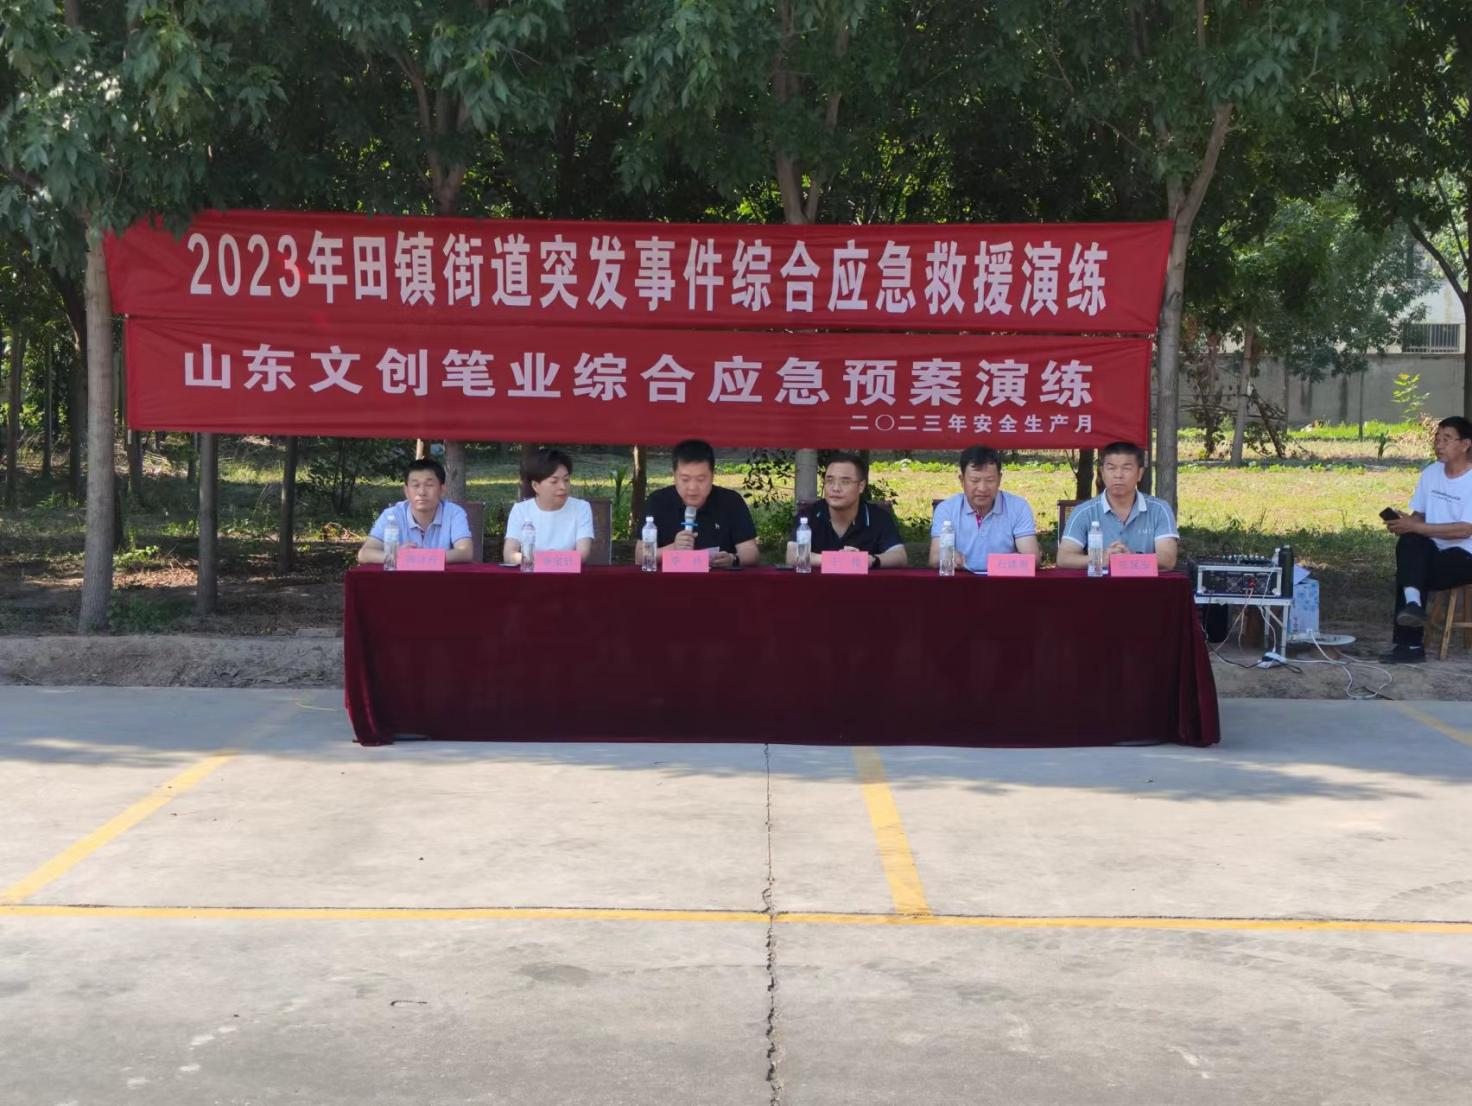 2023年田镇街道突发事件综合应急救援演练
山东文创笔业综合应急预案演练
二〇二三年安全生产月